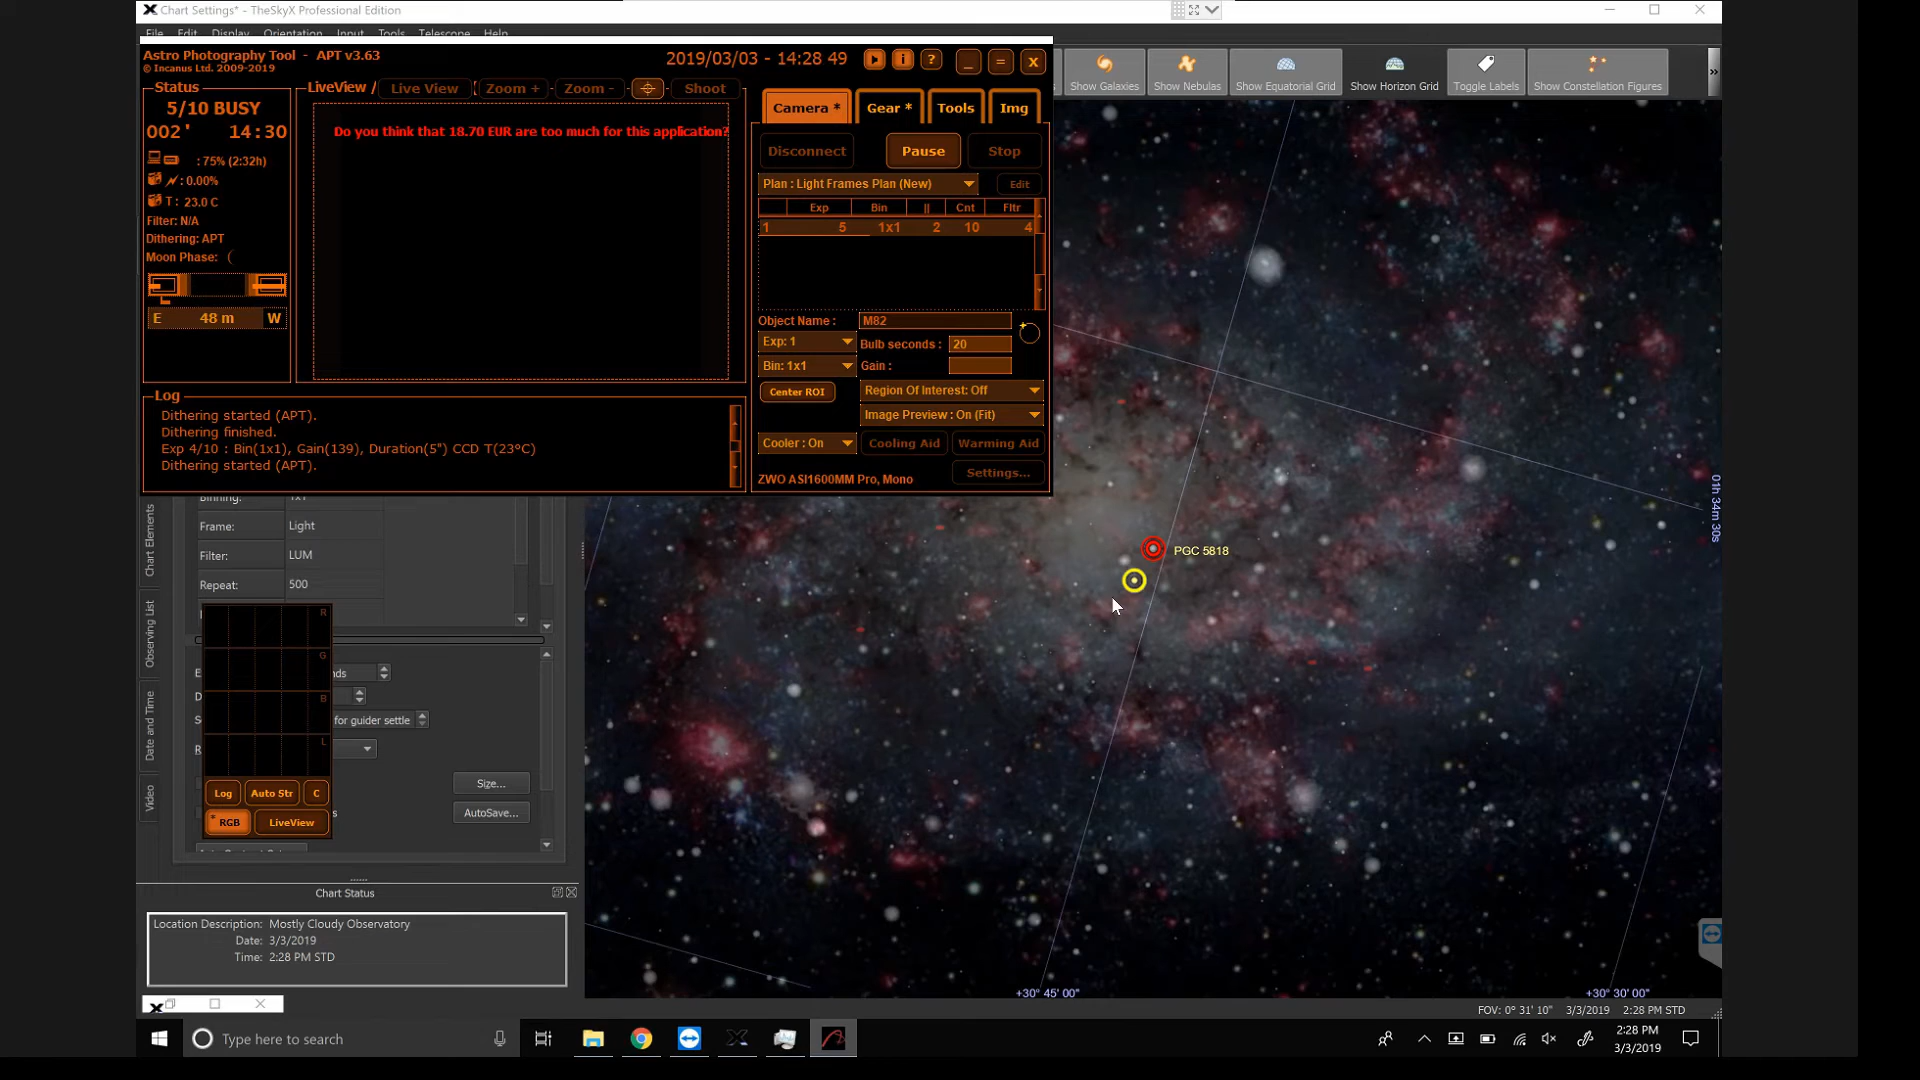 Chart Settings* - TheSkyX Professional Edition
File Edit Display Orientation Input Tools Telescope Help
Astro Photography Tool - APT v3.63
© Incanus Ltd. 2009-2019
2019/03/03 - 14:28 49
i ? _ = X
Show Galaxies Show Nebulas Show Equatorial Grid Show Horizon Grid Toggle Labels Show Constellation Figures
»
Status
5/10 BUSY
002' 14:30
: 75% (2:32h)
: 0.00%
T : 23.0 C
Filter: N/A
Dithering: APT
Moon Phase:
E 48 m W
LiveView / Live View Zoom + Zoom - Shoot
Do you think that 18.70 EUR are too much for this application?
Camera * Gear * Tools Img
Disconnect Pause Stop
Plan : Light Frames Plan (New) Edit
Exp Bin || Cnt Fltr
1 5 1x1 2 10 4
Object Name : M82
Exp: 1 Bulb seconds : 20
Bin: 1x1 Gain :
Center ROI Region Of Interest: Off
Image Preview : On (Fit)
Cooler : On Cooling Aid Warming Aid
ZWO ASI1600MM Pro, Mono Settings...
Log
Dithering started (APT).
Dithering finished.
Exp 4/10 : Bin(1x1), Gain(139), Duration(5") CCD T(23°C)
Dithering started (APT).
Binning: 1x1
Frame: Light
Filter: LUM
Repeat: 500
Chart Elements
Observing List
Date and Time
Video
R
G
B
L
nds
for guider settle
Log Auto Str C
* RGB LiveView
Size...
AutoSave...
PGC 5818
01h 34m 30s
+30° 45' 00"
+30° 30' 00"
Chart Status
Location Description: Mostly Cloudy Observatory
Date: 3/3/2019
Time: 2:28 PM STD
FOV: 0° 31' 10" 3/3/2019 2:28 PM STD
Type here to search
2:28 PM
3/3/2019